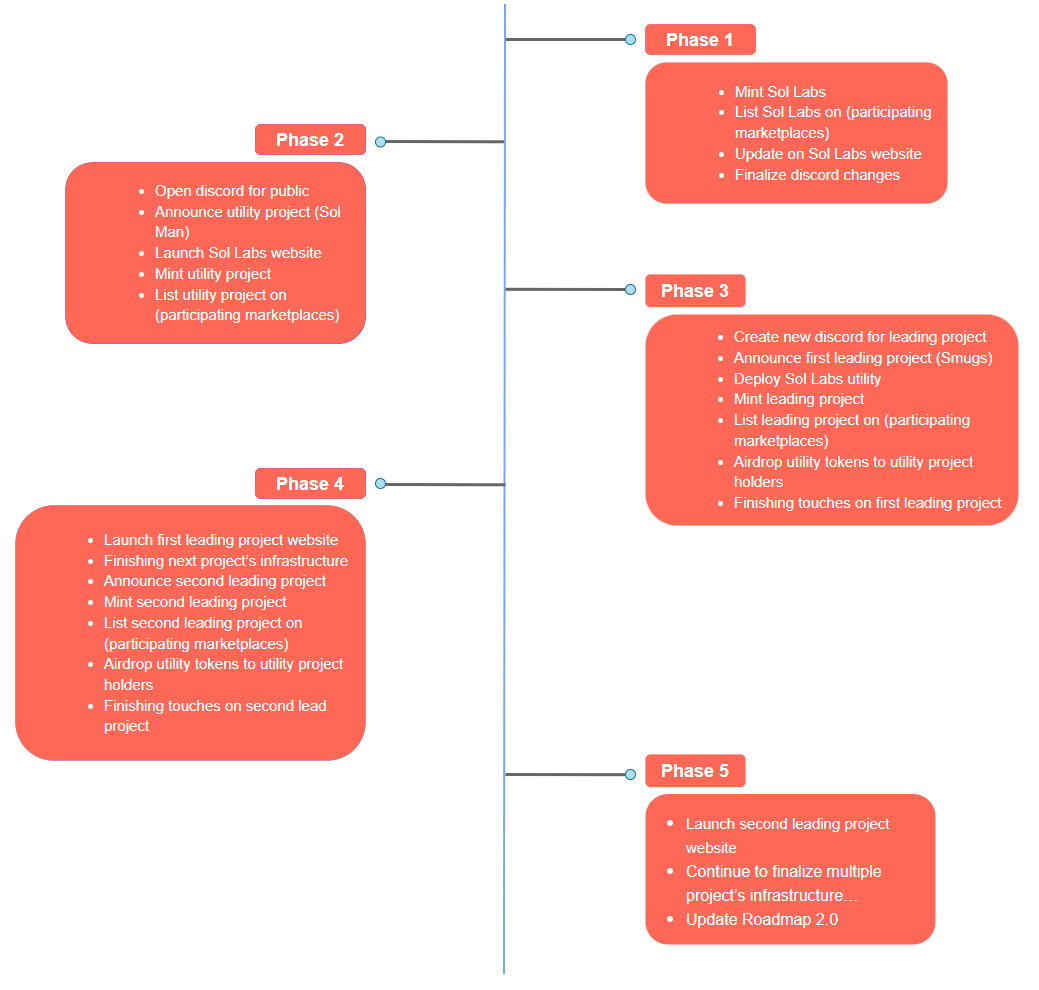 Phase 1
• Mint Sol Labs
• List Sol Labs on (participating
marketplaces)
• Update on Sol Labs website
• Finalize discord changes
Phase 2
• Open discord for public
• Announce utility project (Sol
Man)
• Launch Sol Labs website
• Mint utility project
• List utility project on
(participating marketplaces)
Phase 3
• Create new discord for leading project
• Announce first leading project (Smugs)
• Deploy Sol Labs utility
• Mint leading project
• List leading project on (participating
marketplaces)
• Airdrop utility tokens to utility project
holders
• Finishing touches on first leading project
Phase 4
• Launch first leading project website
• Finishing next project’s infrastructure
• Announce second leading project
• Mint second leading project
• List second leading project on
(participating marketplaces)
• Airdrop utility tokens to utility project
holders
• Finishing touches on second lead
project
Phase 5
• Launch second leading project
website
• Continue to finalize multiple
project’s infrastructure…
• Update Roadmap 2.0